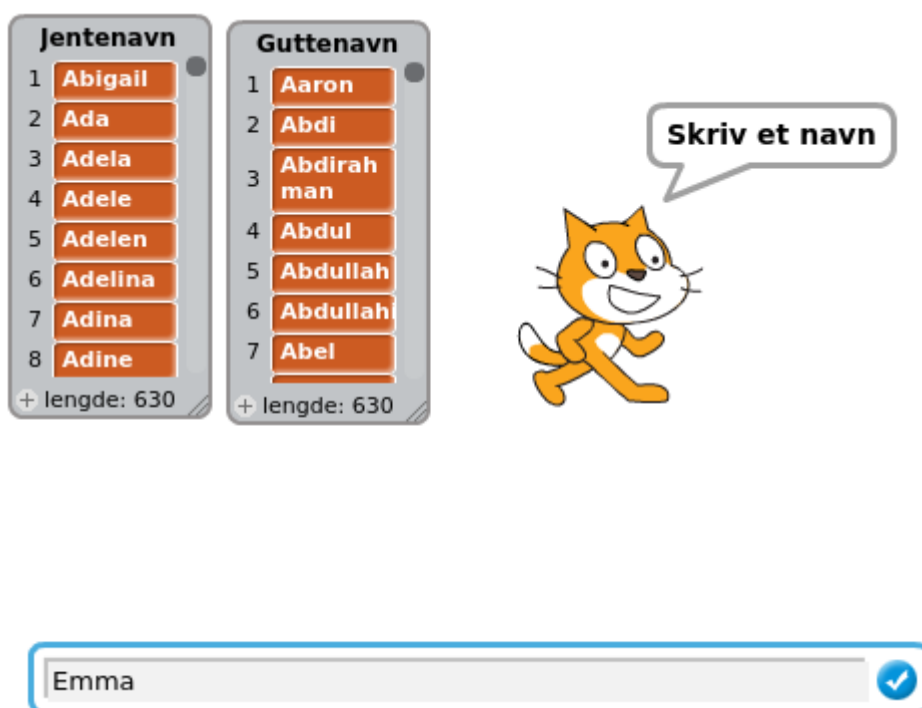 Jentenavn
1 Abigail
2 Ada
3 Adela
4 Adele
5 Adelen
6 Adelina
7 Adina
8 Adine
+ lengde: 630
Guttenavn
1 Aaron
2 Abdi
3 Abdirah
man
4 Abdul
5 Abdullah
6 Abdullahi
7 Abel
+ lengde: 630
Skriv et navn
Emma